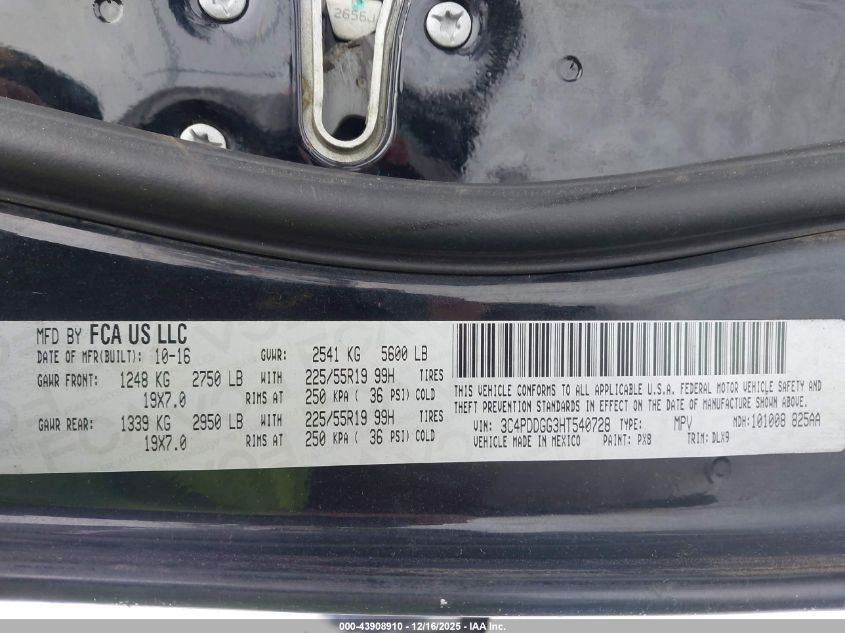 2656J
MFD BY FCA US LLC
DATE OF MFR(BUILT): 10-16 GVWR: 2541 KG 5600 LB
GAWR FRONT: 1248 KG 2750 LB WITH 225/55R19 99H TIRES
19X7.0 RIMS AT 250 KPA ( 36 PSI) COLD
GAWR REAR: 1339 KG 2950 LB WITH 225/55R19 99H TIRES
19X7.0 RIMS AT 250 KPA ( 36 PSI) COLD
THIS VEHICLE CONFORMS TO ALL APPLICABLE U.S.A. FEDERAL MOTOR VEHICLE SAFETY AND
THEFT PREVENTION STANDARDS IN EFFECT ON THE DATE OF MANUFACTURE SHOWN ABOVE.
VIN: 3C4PDDGG3HT540728 TYPE: MPV MDH: 101008 825AA
VEHICLE MADE IN MEXICO PAINT: PX8 TRIM: DLX9
000-43908910 - 12/16/2025 - IAA Inc.